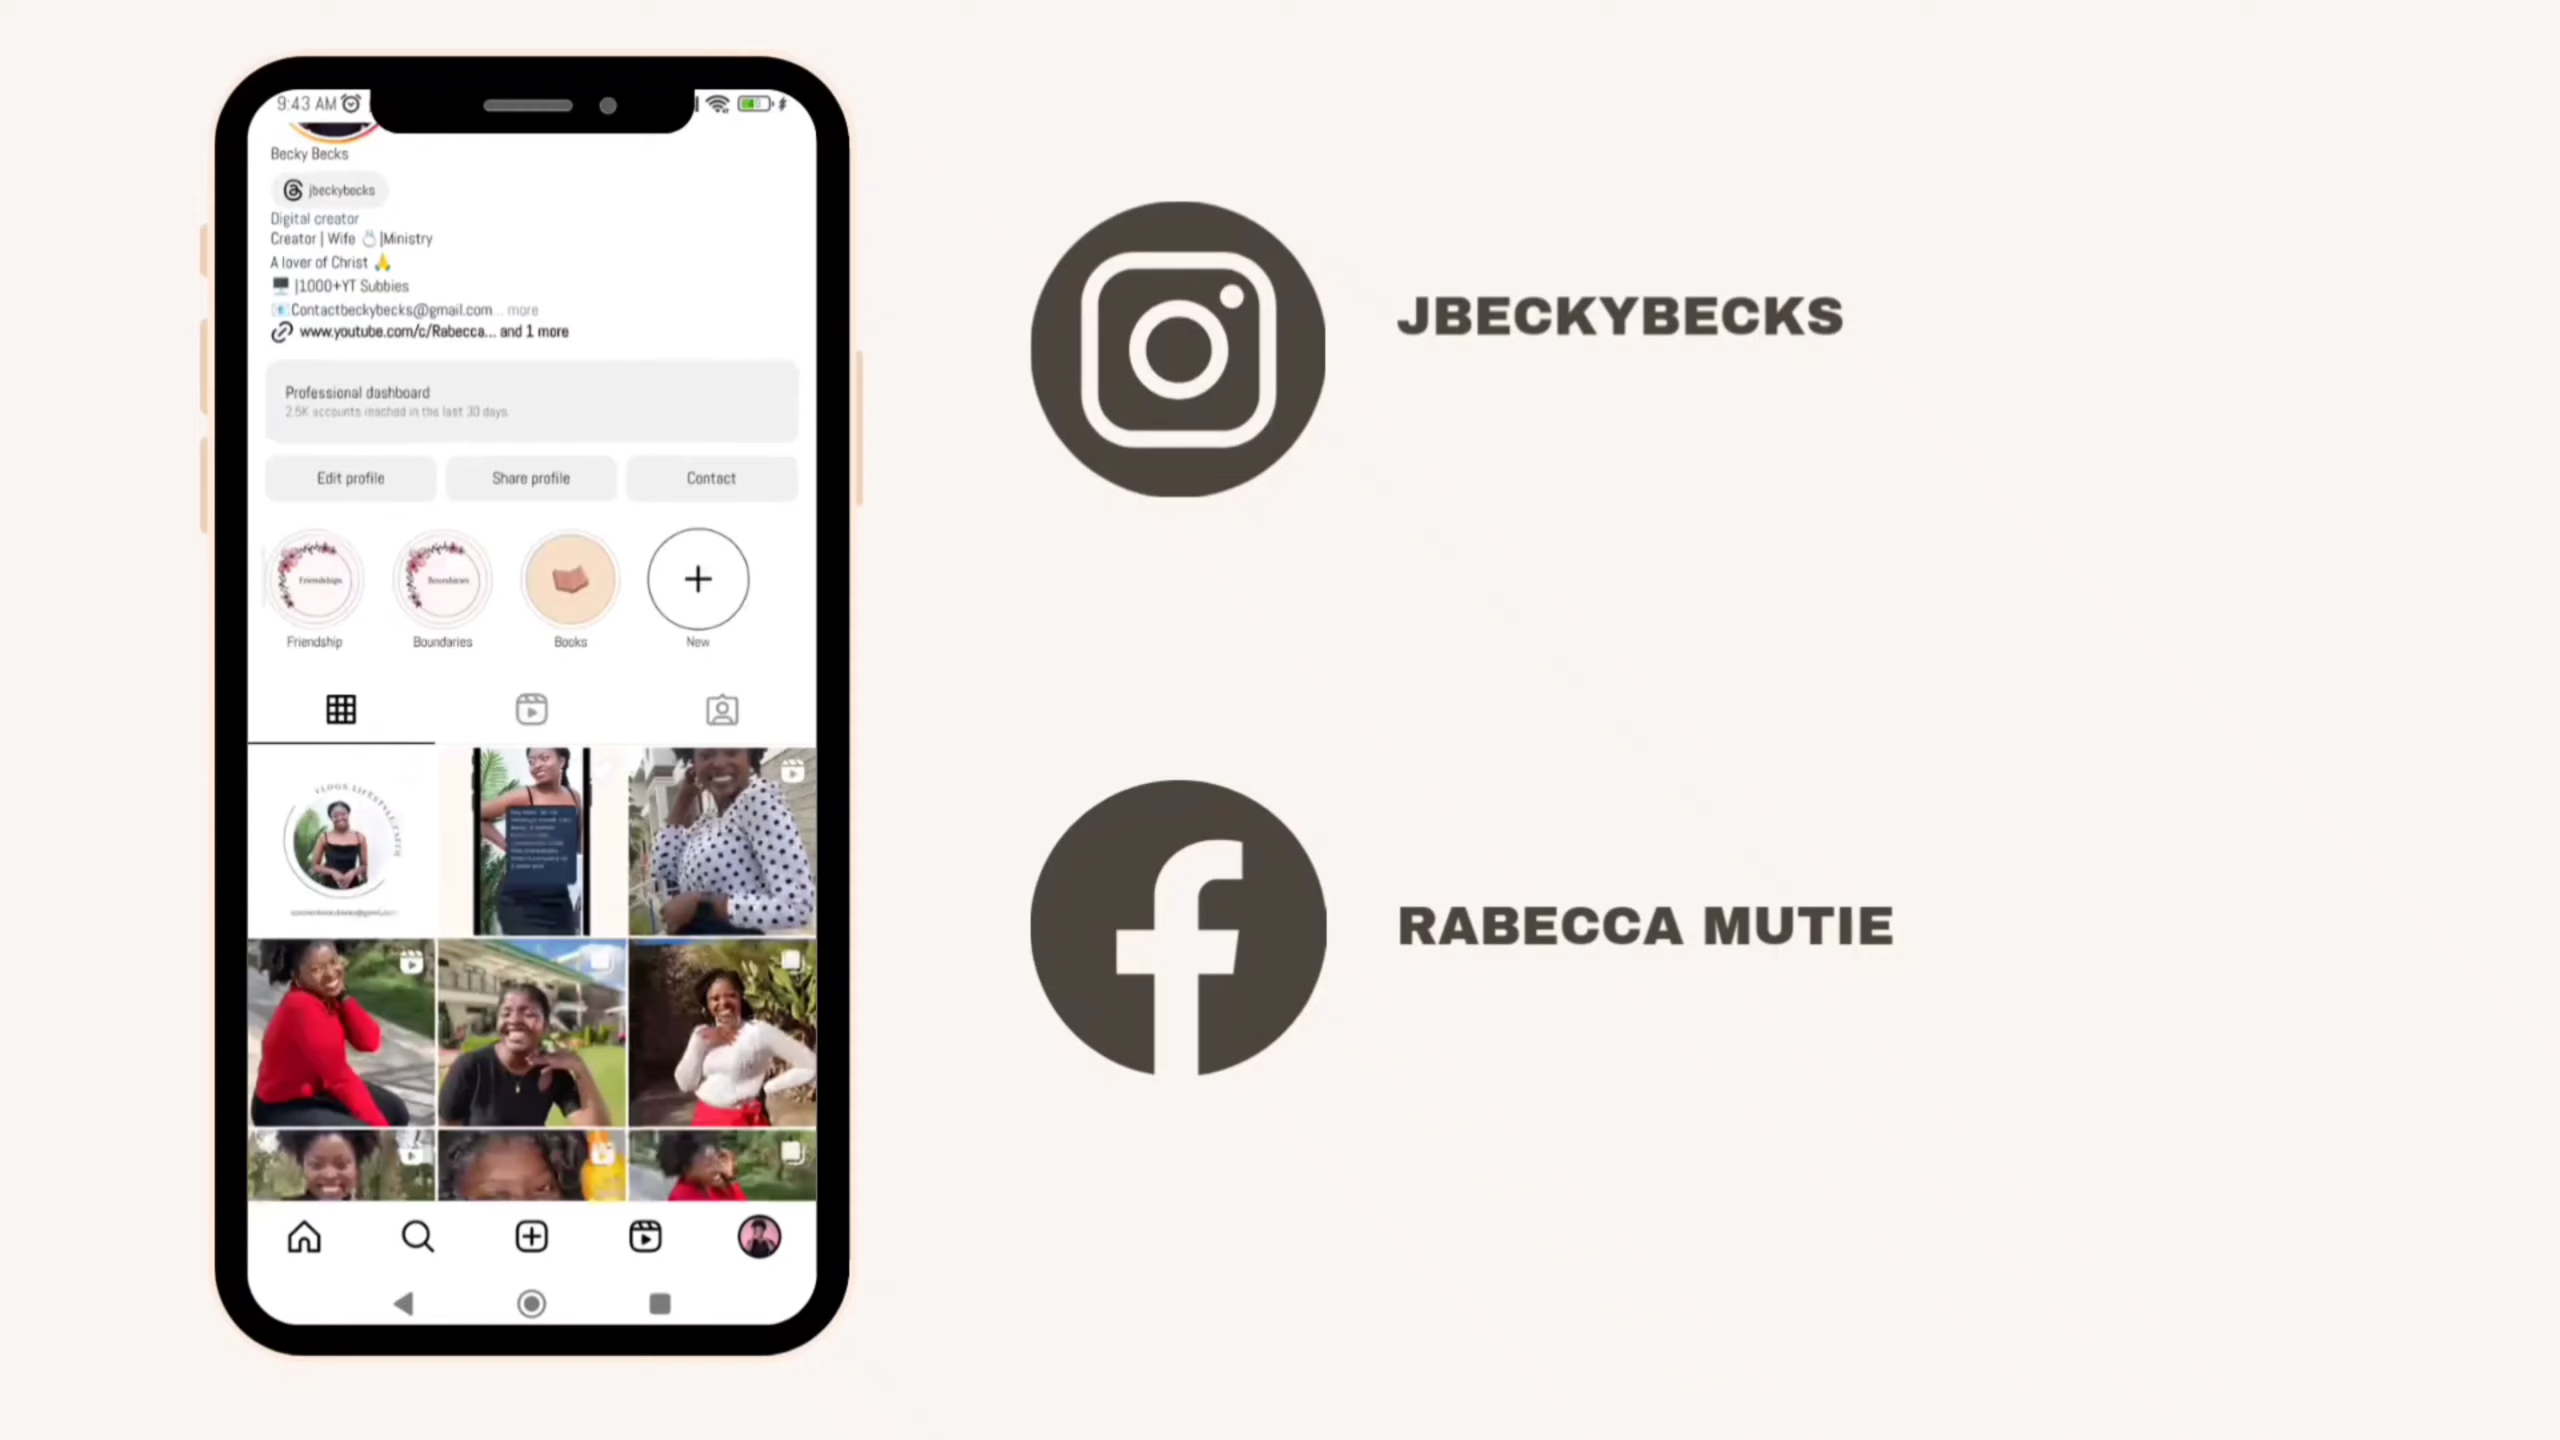 9:43 AM
Becky Becks
jbeckybecks
Digital creator
Creator | Wife 💍|Ministry
A lover of Christ 🙏
🖥️ |1000+YT Subbies
📧Contactbeckybecks@gmail.com... more
www.youtube.com/c/Rabecca... and 1 more
Professional dashboard
2.5K accounts reached in the last 30 days.
Edit profile
Share profile
Contact
Friendships
Boundaries
Friendship
Boundaries
Books
New
JBECKYBECKS
RABECCA MUTIE